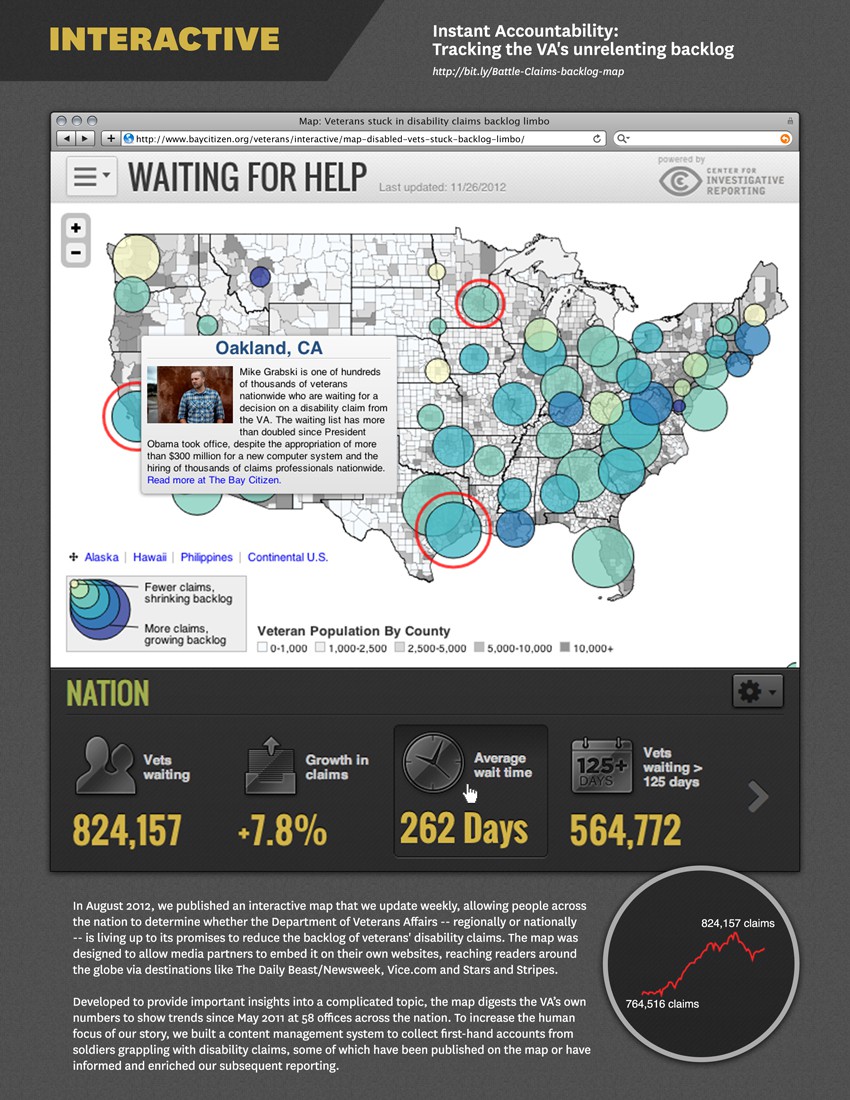 INTERACTIVE
Instant Accountability:
Tracking the VA's unrelenting backlog
http://bit.ly/Battle-Claims-backlog-map
Map: Veterans stuck in disability claims backlog limbo
http://www.baycitizen.org/veterans/interactive/map-disabled-vets-stuck-backlog-limbo/
WAITING FOR HELP
Last updated: 11/26/2012
powered by
CENTER FOR
INVESTIGATIVE
REPORTING
+
−
Oakland, CA
Mike Grabski is one of hundreds
of thousands of veterans
nationwide who are waiting for a
decision on a disability claim from
the VA. The waiting list has more
than doubled since President
Obama took office, despite the appropriation of more
than $300 million for a new computer system and the
hiring of thousands of claims professionals nationwide.
Read more at The Bay Citizen.
Alaska | Hawaii | Philippines | Continental U.S.
Fewer claims,
shrinking backlog
More claims,
growing backlog
Veteran Population By County
0-1,000 1,000-2,500 2,500-5,000 5,000-10,000 10,000+
NATION
Vets
waiting
824,157
Growth in
claims
+7.8%
Average
wait time
262 Days
125+
DAYS
Vets
waiting >
125 days
564,772
In August 2012, we published an interactive map that we update weekly, allowing people across
the nation to determine whether the Department of Veterans Affairs -- regionally or nationally
-- is living up to its promises to reduce the backlog of veterans' disability claims. The map was
designed to allow media partners to embed it on their own websites, reaching readers around
the globe via destinations like The Daily Beast/Newsweek, Vice.com and Stars and Stripes.
Developed to provide important insights into a complicated topic, the map digests the VA's own
numbers to show trends since May 2011 at 58 offices across the nation. To increase the human
focus of our story, we built a content management system to collect first-hand accounts from
soldiers grappling with disability claims, some of which have been published on the map or have
informed and enriched our subsequent reporting.
824,157 claims
764,516 claims